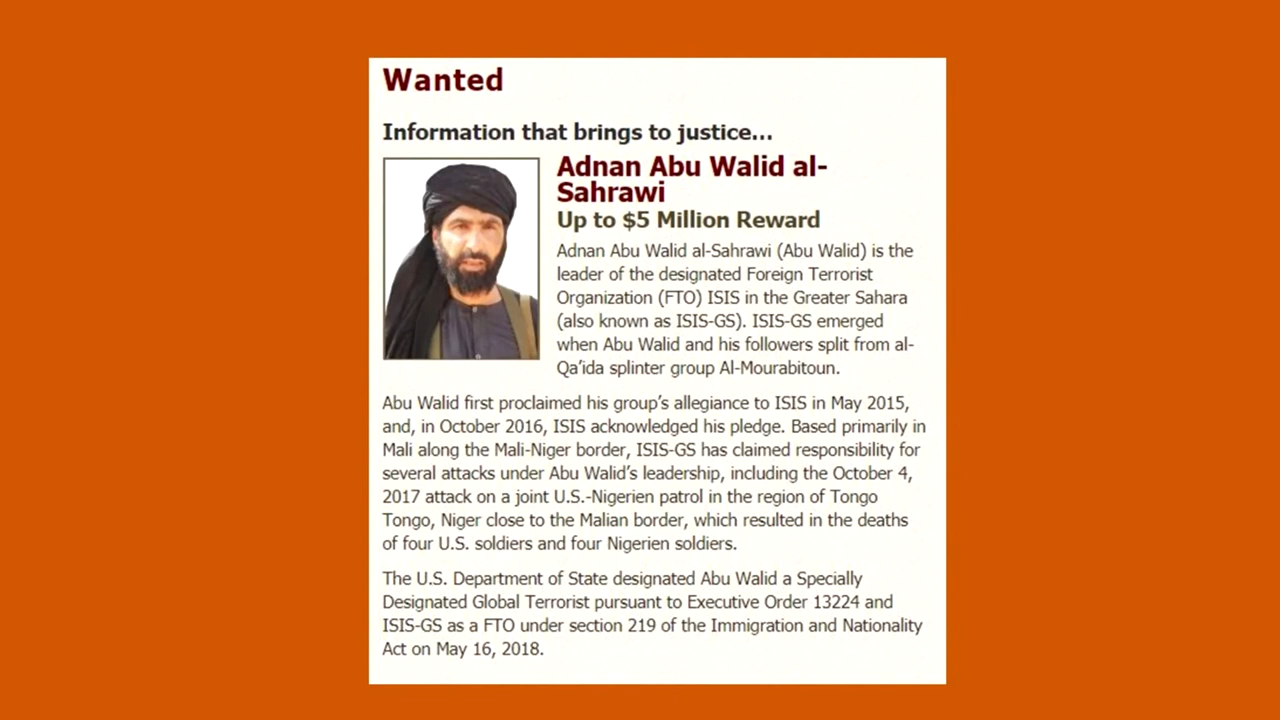 Wanted
Information that brings to justice...
Adnan Abu Walid al-
Sahrawi
Up to $5 Million Reward
Adnan Abu Walid al-Sahrawi (Abu Walid) is the
leader of the designated Foreign Terrorist
Organization (FTO) ISIS in the Greater Sahara
(also known as ISIS-GS). ISIS-GS emerged
when Abu Walid and his followers split from al-
Qa’ida splinter group Al-Mourabitoun.
Abu Walid first proclaimed his group’s allegiance to ISIS in May 2015,
and, in October 2016, ISIS acknowledged his pledge. Based primarily in
Mali along the Mali-Niger border, ISIS-GS has claimed responsibility for
several attacks under Abu Walid’s leadership, including the October 4,
2017 attack on a joint U.S.-Nigerien patrol in the region of Tongo
Tongo, Niger close to the Malian border, which resulted in the deaths
of four U.S. soldiers and four Nigerien soldiers.
The U.S. Department of State designated Abu Walid a Specially
Designated Global Terrorist pursuant to Executive Order 13224 and
ISIS-GS as a FTO under section 219 of the Immigration and Nationality
Act on May 16, 2018.